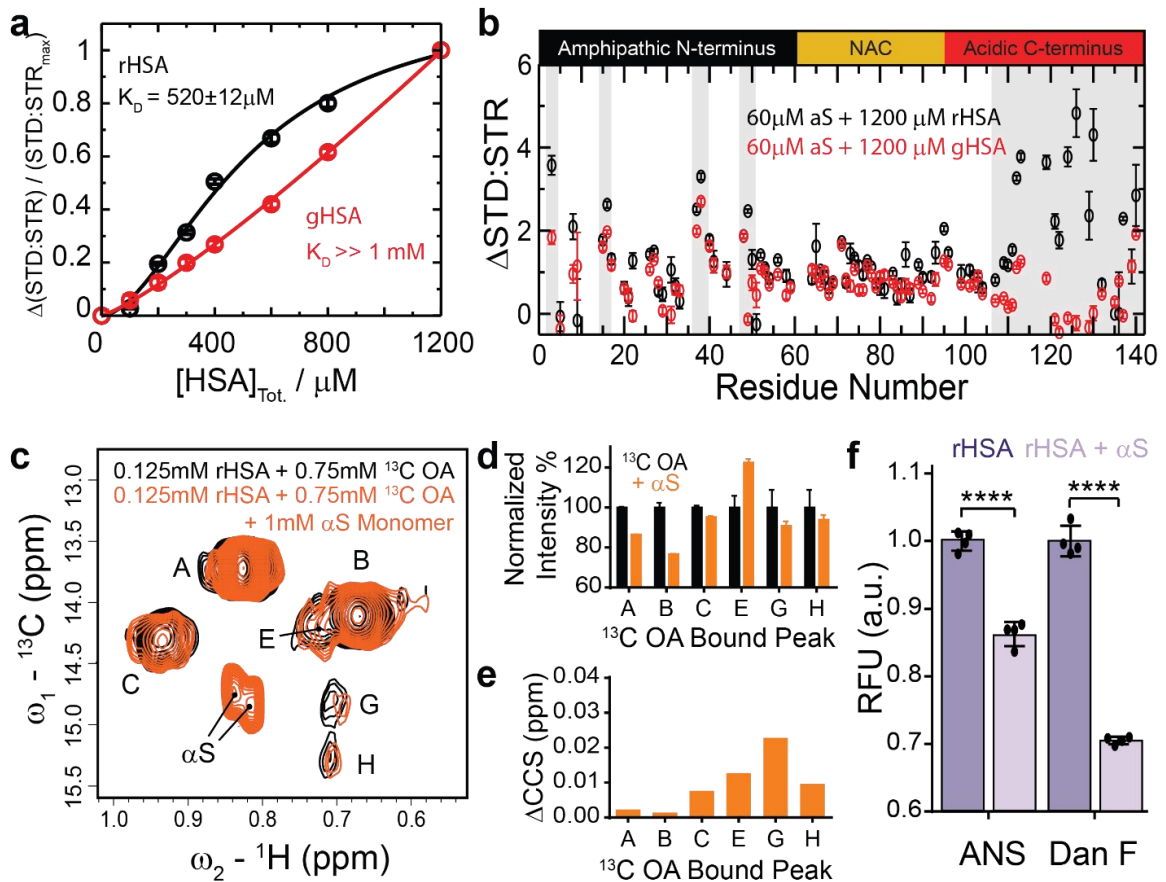 a
Δ(STD:STR) / (STD:STR_max)
1
0.8
0.6
0.4
0.2
0
rHSA
K_D = 520±12μM
gHSA
K_D >> 1 mM
0 400 800 1200
[HSA]_Tot. / μM
b
Amphipathic N-terminus NAC Acidic C-terminus
ΔSTD:STR
6
4
2
0
60μM aS + 1200 μM rHSA
60μM aS + 1200 μM gHSA
0 20 40 60 80 100 120 140
Residue Number
c
0.125mM rHSA + 0.75mM ¹³C OA
0.125mM rHSA + 0.75mM ¹³C OA
+ 1mM αS Monomer
ω₁ - ¹³C (ppm)
13.0
13.5
14.0
14.5
15.0
15.5
A
B
E
C
αS
G
H
1.0 0.9 0.8 0.7 0.6
ω₂ - ¹H (ppm)
d
Normalized
Intensity %
120
100
80
60
¹³C OA
+ αS
A B C E G H
¹³C OA Bound Peak
e
ΔCCS (ppm)
0.04
0.03
0.02
0.01
0.00
A B C E G H
¹³C OA Bound Peak
f
rHSA rHSA + αS
RFU (a.u.)
1.1
1.0
0.9
0.8
0.7
0.6
**** ****
ANS Dan F